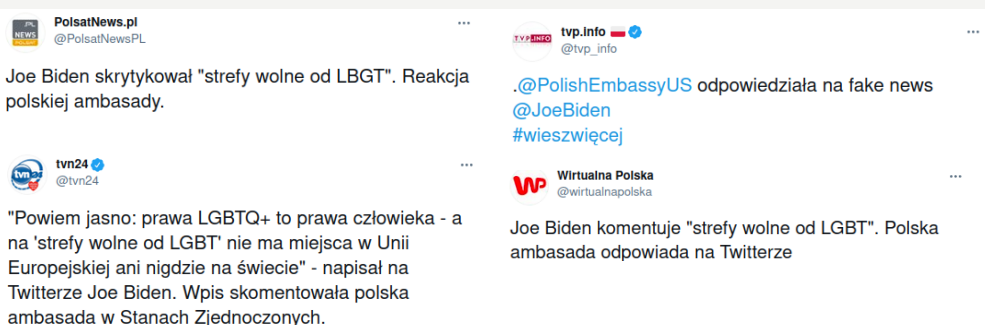 PolsatNews.pl
@PolsatNewsPL
Joe Biden skrytykował "strefy wolne od LBGT". Reakcja
polskiej ambasady.
tvn24
@tvn24
"Powiem jasno: prawa LGBTQ+ to prawa człowieka - a
na 'strefy wolne od LGBT' nie ma miejsca w Unii
Europejskiej ani nigdzie na świecie" - napisał na
Twitterze Joe Biden. Wpis skomentowała polska
ambasada w Stanach Zjednoczonych.
tvp.info
@tvp_info
.@PolishEmbassyUS odpowiedziała na fake news
@JoeBiden
#wieszwięcej
Wirtualna Polska
@wirtualnapolska
Joe Biden komentuje "strefy wolne od LGBT". Polska
ambasada odpowiada na Twitterze